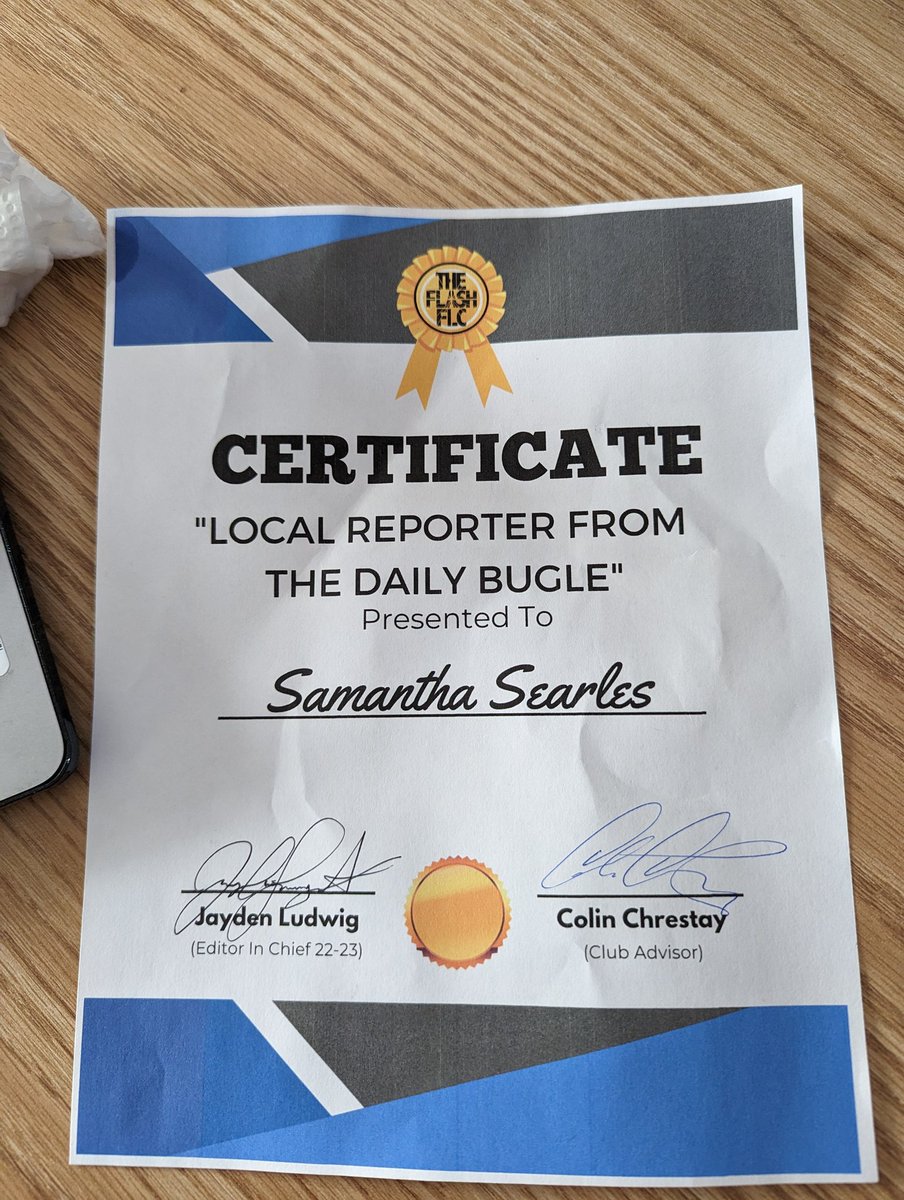 THE
FLASH
FLC
CERTIFICATE
"LOCAL REPORTER FROM
THE DAILY BUGLE"
Presented To
Samantha Searles
Jayden Ludwig
(Editor In Chief 22-23)
Colin Chrestay
(Club Advisor)